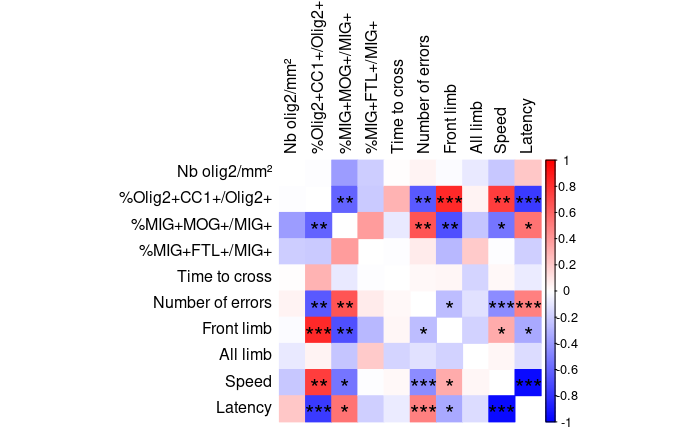 Nb olig2/mm²
%Olig2+CC1+/Olig2+
%MIG+MOG+/MIG+
%MIG+FTL+/MIG+
Time to cross
Number of errors
Front limb
All limb
Speed
Latency
Nb olig2/mm²
%Olig2+CC1+/Olig2+ ** ** *** ** ***
%MIG+MOG+/MIG+ ** ** ** * *
%MIG+FTL+/MIG+
Time to cross
Number of errors ** ** * *** ***
Front limb *** ** * * *
All limb
Speed ** * *** * ***
Latency *** * *** * ***
1
0.8
0.6
0.4
0.2
0
-0.2
-0.4
-0.6
-0.8
-1